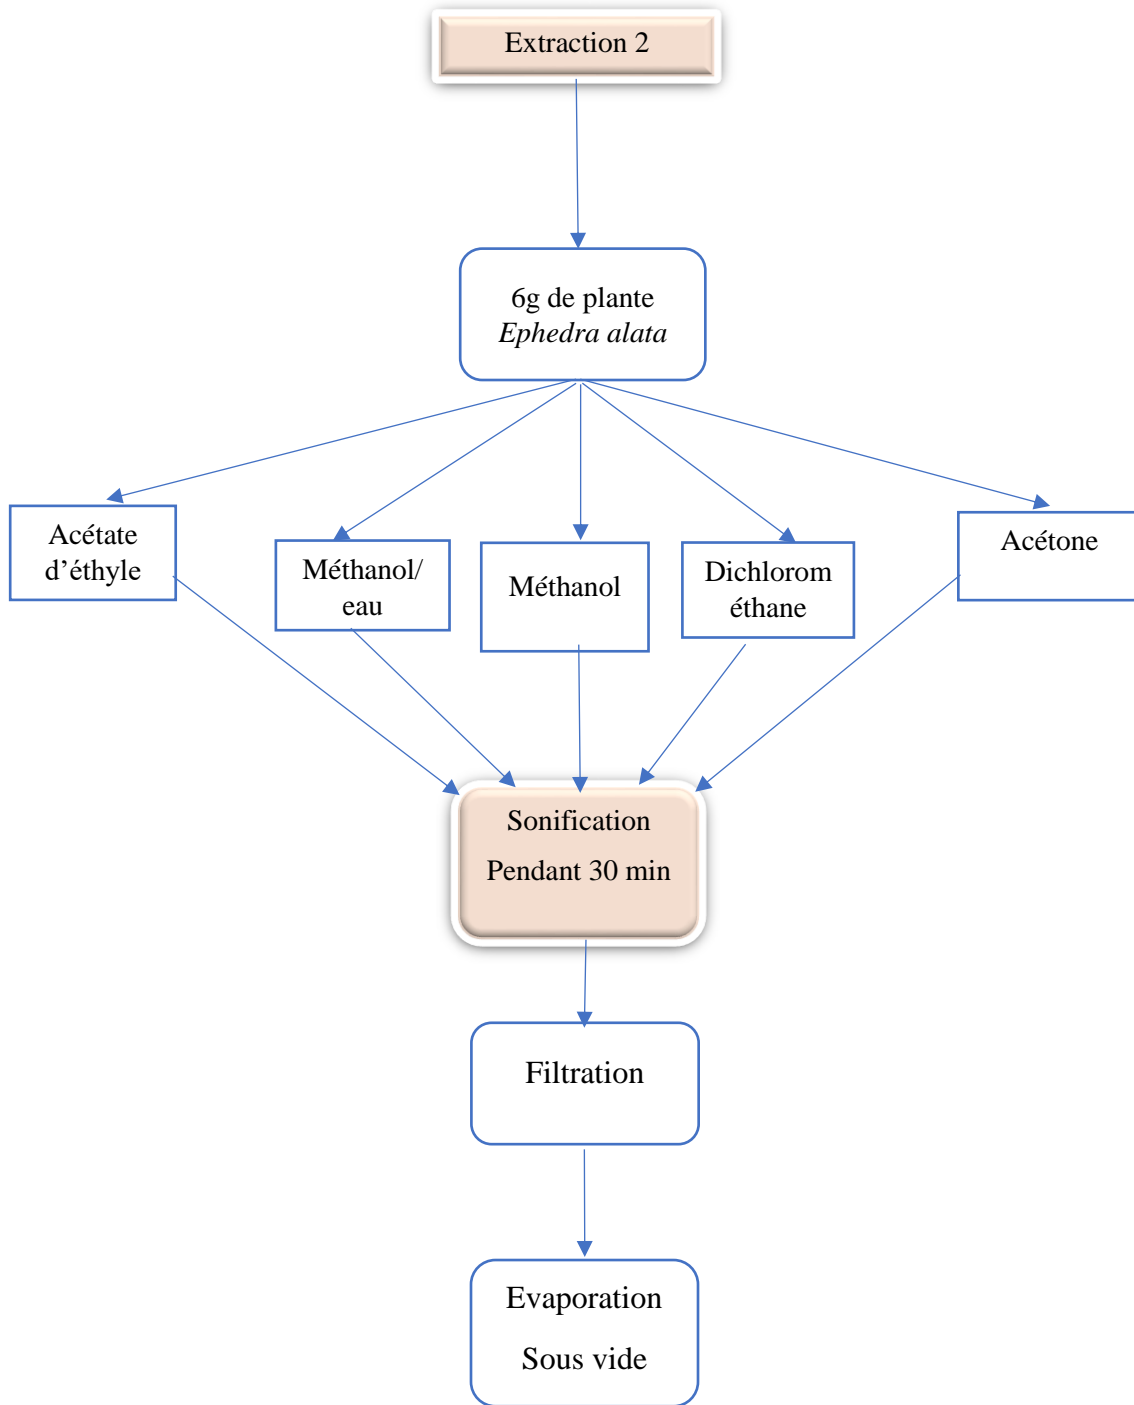 Extraction 2
6g de plante
Ephedra alata
Acétate
d’éthyle
Méthanol/
eau
Méthanol
Dichlorom
éthane
Acétone
Sonification
Pendant 30 min
Filtration
Evaporation
Sous vide